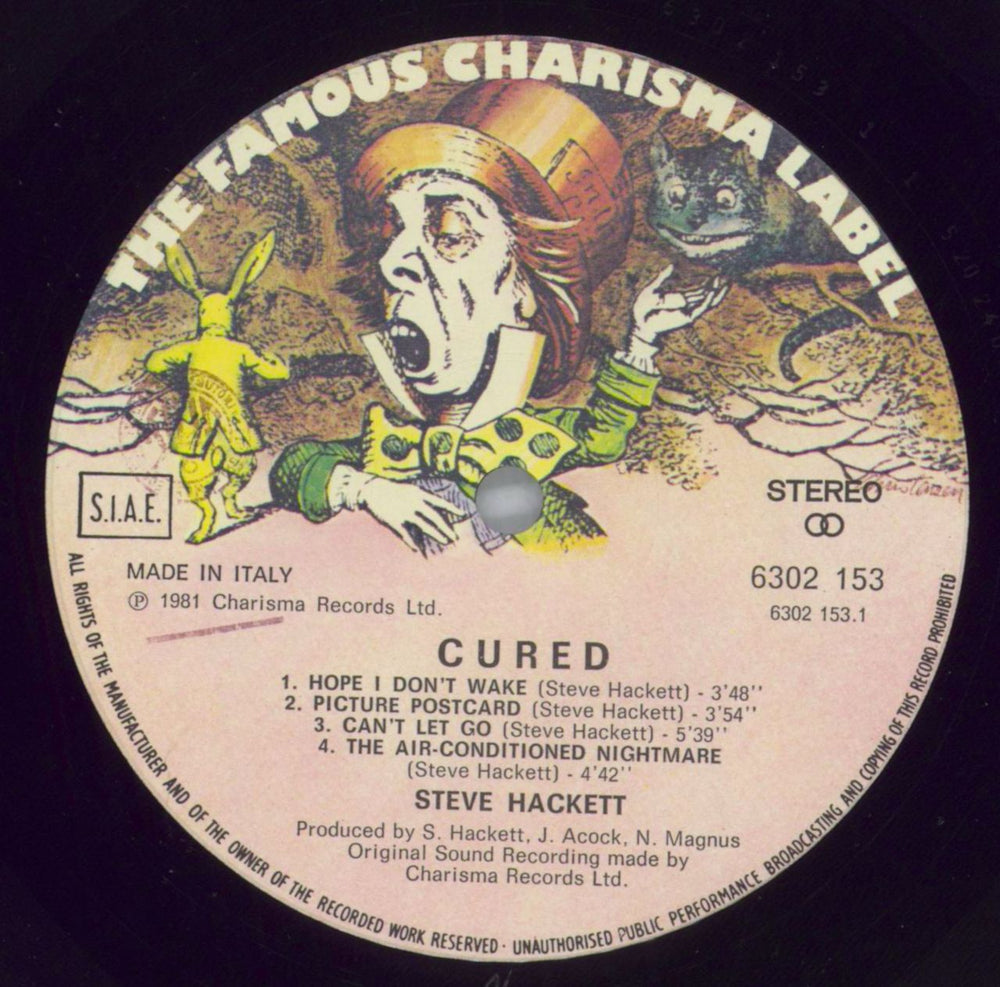 THE FAMOUS CHARISMA LABEL
S.I.A.E.
STEREO
MADE IN ITALY
6302 153
℗ 1981 Charisma Records Ltd.
6302 153.1
CURED
1. HOPE I DON'T WAKE (Steve Hackett) - 3'48''
2. PICTURE POSTCARD (Steve Hackett) - 3'54''
3. CAN'T LET GO (Steve Hackett) - 5'39''
4. THE AIR-CONDITIONED NIGHTMARE
(Steve Hackett) - 4'42''
STEVE HACKETT
Produced by S. Hackett, J. Acock, N. Magnus
Original Sound Recording made by
Charisma Records Ltd.
ALL RIGHTS OF THE MANUFACTURER AND OF THE OWNER OF THE RECORDED WORK RESERVED · UNAUTHORISED PUBLIC PERFORMANCE BROADCASTING AND COPYING OF THIS RECORD PROHIBITED